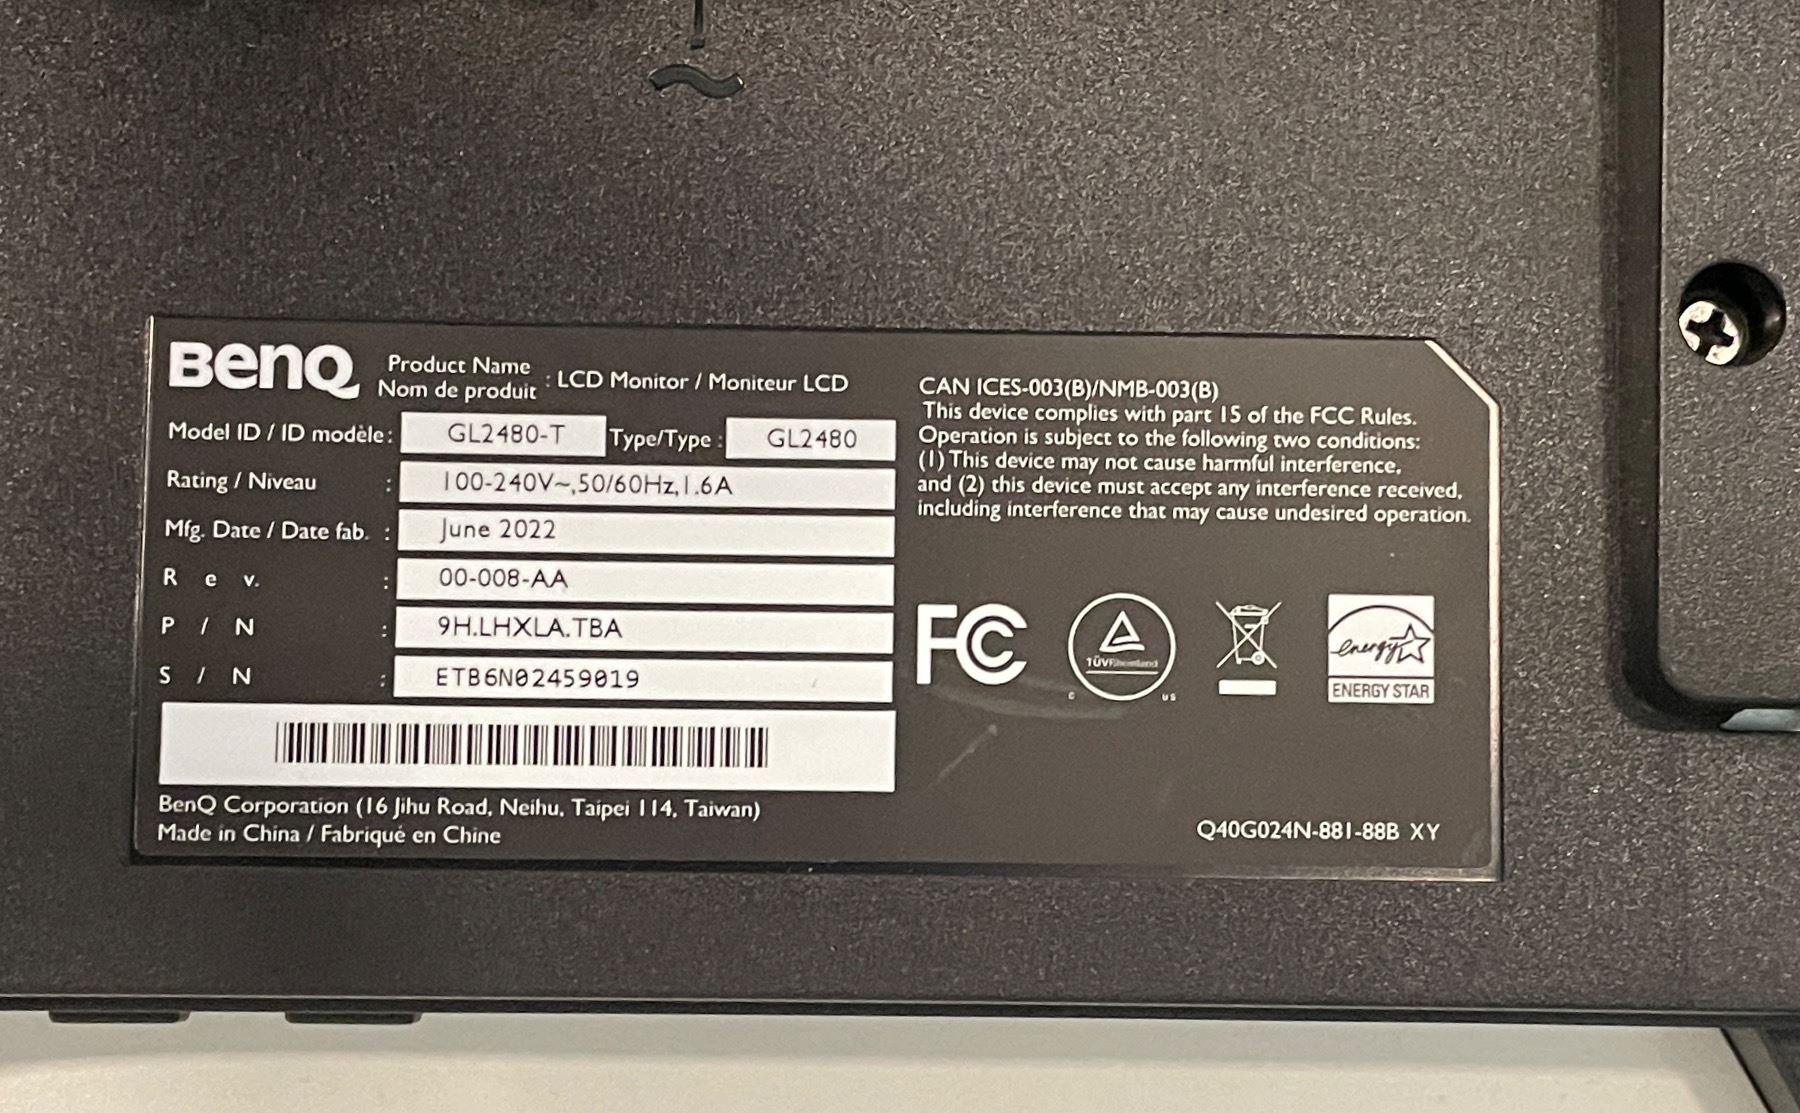 BenQ
Product Name
Nom de produit : LCD Monitor / Moniteur LCD
Model ID / ID modèle: GL2480-T Type/Type : GL2480
Rating / Niveau : 100-240V~,50/60Hz,1.6A
Mfg. Date / Date fab. : June 2022
R e v. : 00-008-AA
P / N : 9H.LHXLA.TBA
S / N : ETB6N02459019
BenQ Corporation (16 Jihu Road, Neihu, Taipei 114, Taiwan)
Made in China / Fabriqué en Chine
CAN ICES-003(B)/NMB-003(B)
This device complies with part 15 of the FCC Rules.
Operation is subject to the following two conditions:
(1) This device may not cause harmful interference,
and (2) this device must accept any interference received,
including interference that may cause undesired operation.
FC
TÜVRheinland
c us
energy
ENERGY STAR
Q40G024N-881-88B XY